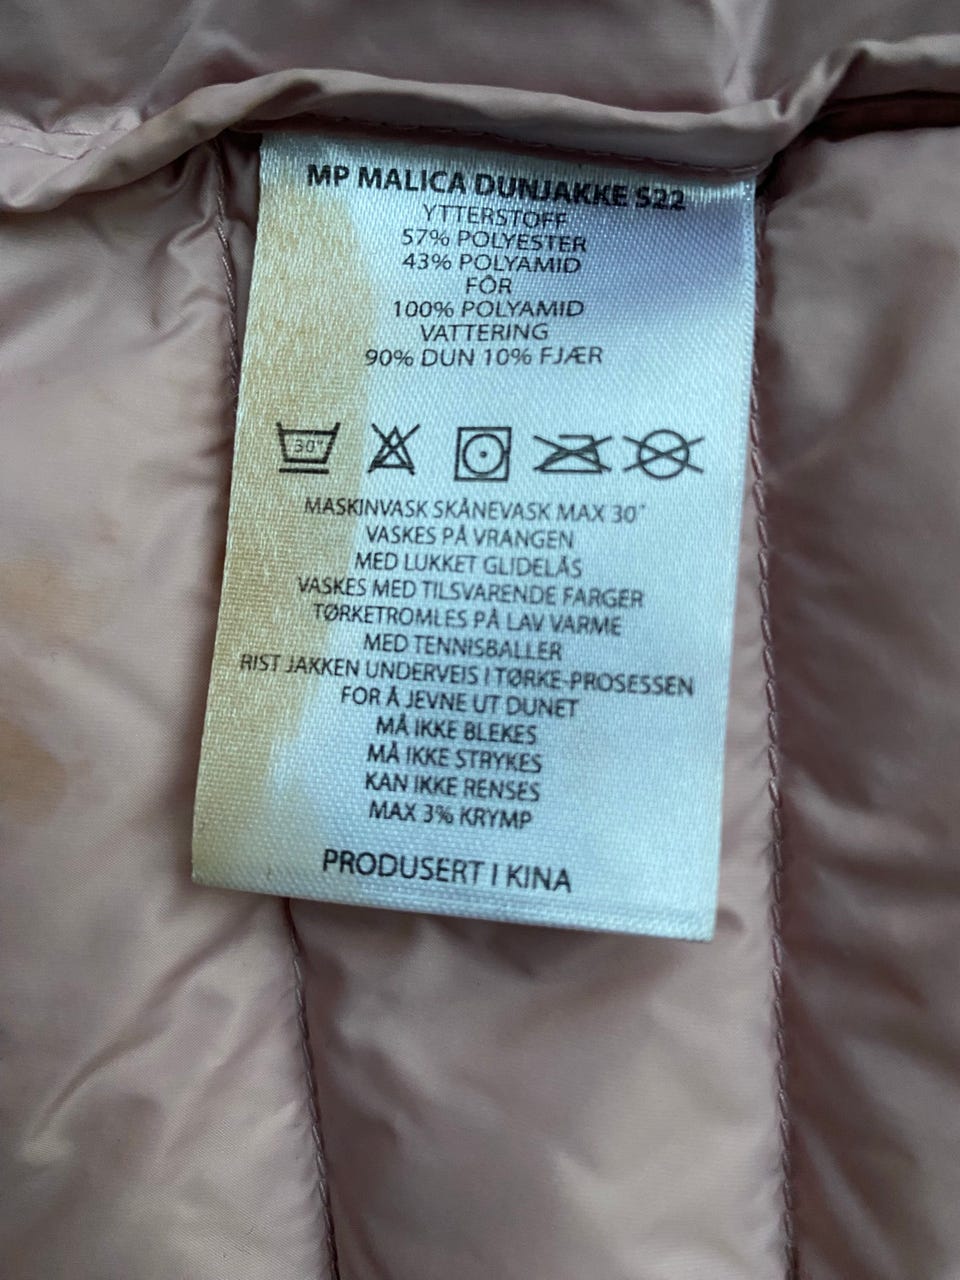 MP MALICA DUNJAKKE S22
YTTERSTOFF
57% POLYESTER
43% POLYAMID
FÔR
100% POLYAMID
VATTERING
90% DUN 10% FJÆR
30°
MASKINVASK SKÅNEVASK MAX 30°
VASKES PÅ VRANGEN
MED LUKKET GLIDELÅS
VASKES MED TILSVARENDE FARGER
TØRKETROMLES PÅ LAV VARME
MED TENNISBALLER
RIST JAKKEN UNDERVEIS I TØRKE-PROSESSEN
FOR Å JEVNE UT DUNET
MÅ IKKE BLEKES
MÅ IKKE STRYKES
KAN IKKE RENSES
MAX 3% KRYMP
PRODUSERT I KINA